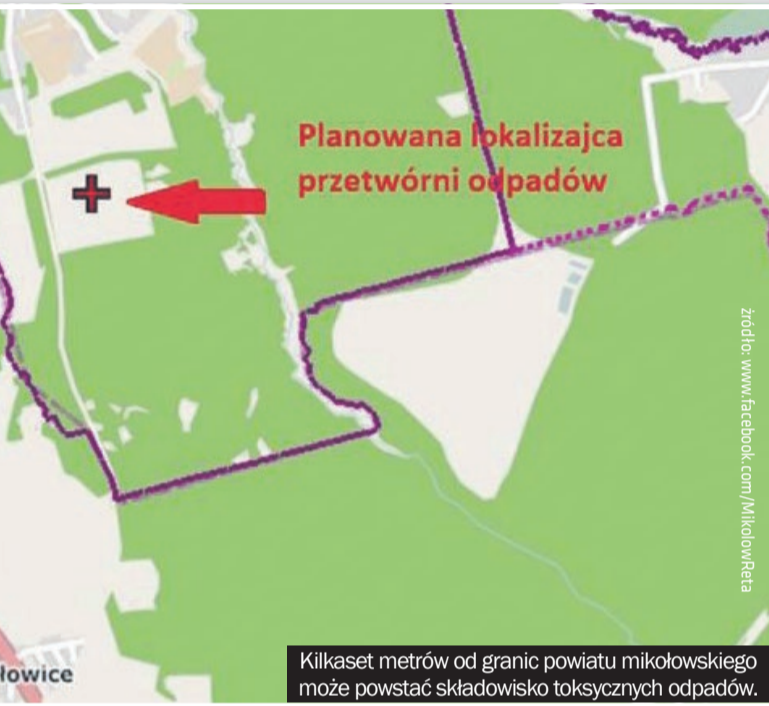 Planowana lokalizajca
przetwórni odpadów
źródło: www.facebook.com/MikolowReta
łowice
Kilkaset metrów od granic powiatu mikołowskiego
może powstać składowisko toksycznych odpadów.